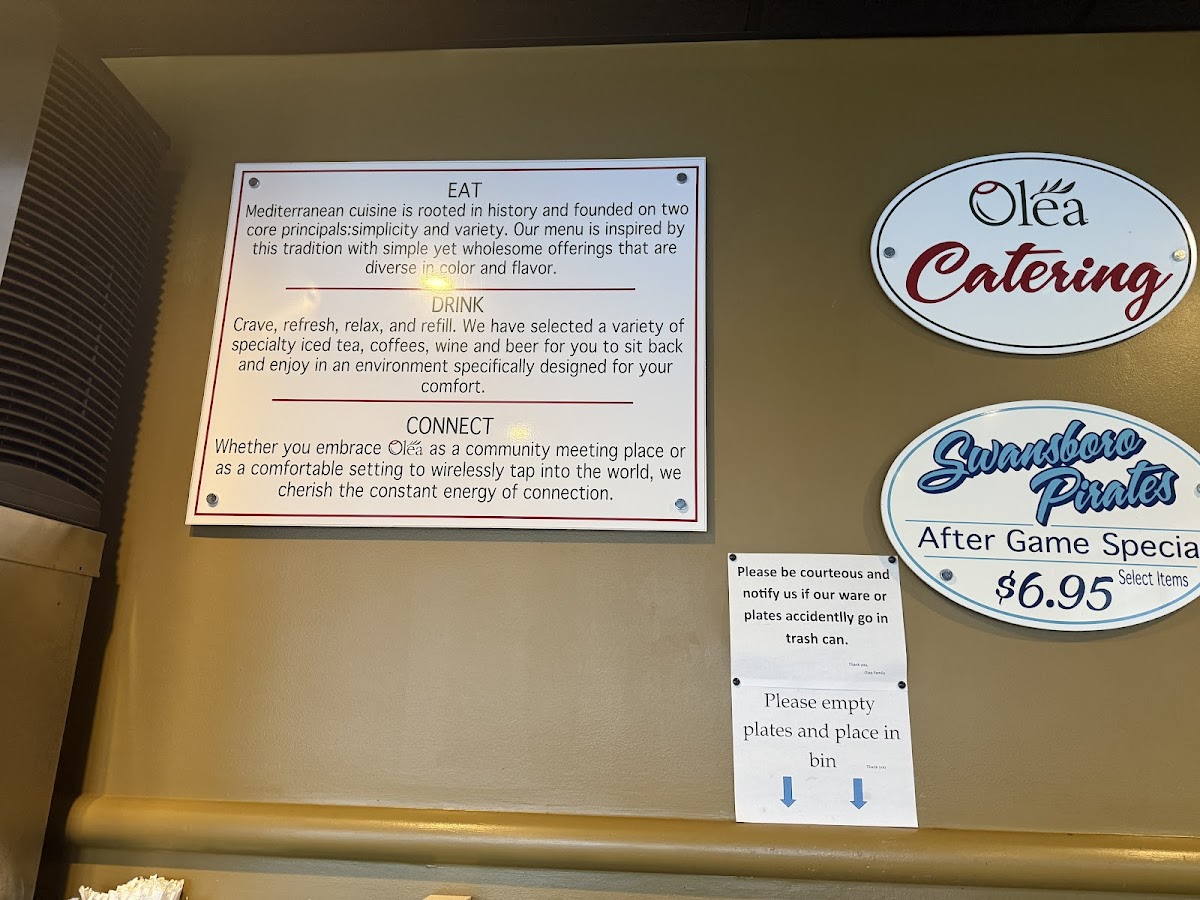 EAT
Mediterranean cuisine is rooted in history and founded on two
core principals:simplicity and variety. Our menu is inspired by
this tradition with simple yet wholesome offerings that are
diverse in color and flavor.
DRINK
Crave, refresh, relax, and refill. We have selected a variety of
specialty iced tea, coffees, wine and beer for you to sit back
and enjoy in an environment specifically designed for your
comfort.
CONNECT
Whether you embrace Oléa as a community meeting place or
as a comfortable setting to wirelessly tap into the world, we
cherish the constant energy of connection.
Oléa
Catering
Swansboro
Pirates
After Game Specia
$6.95 Select Items
Please be courteous and
notify us if our ware or
plates accidentlly go in
trash can.
Thank you,
Olea Family
Please empty
plates and place in
bin
Thank you